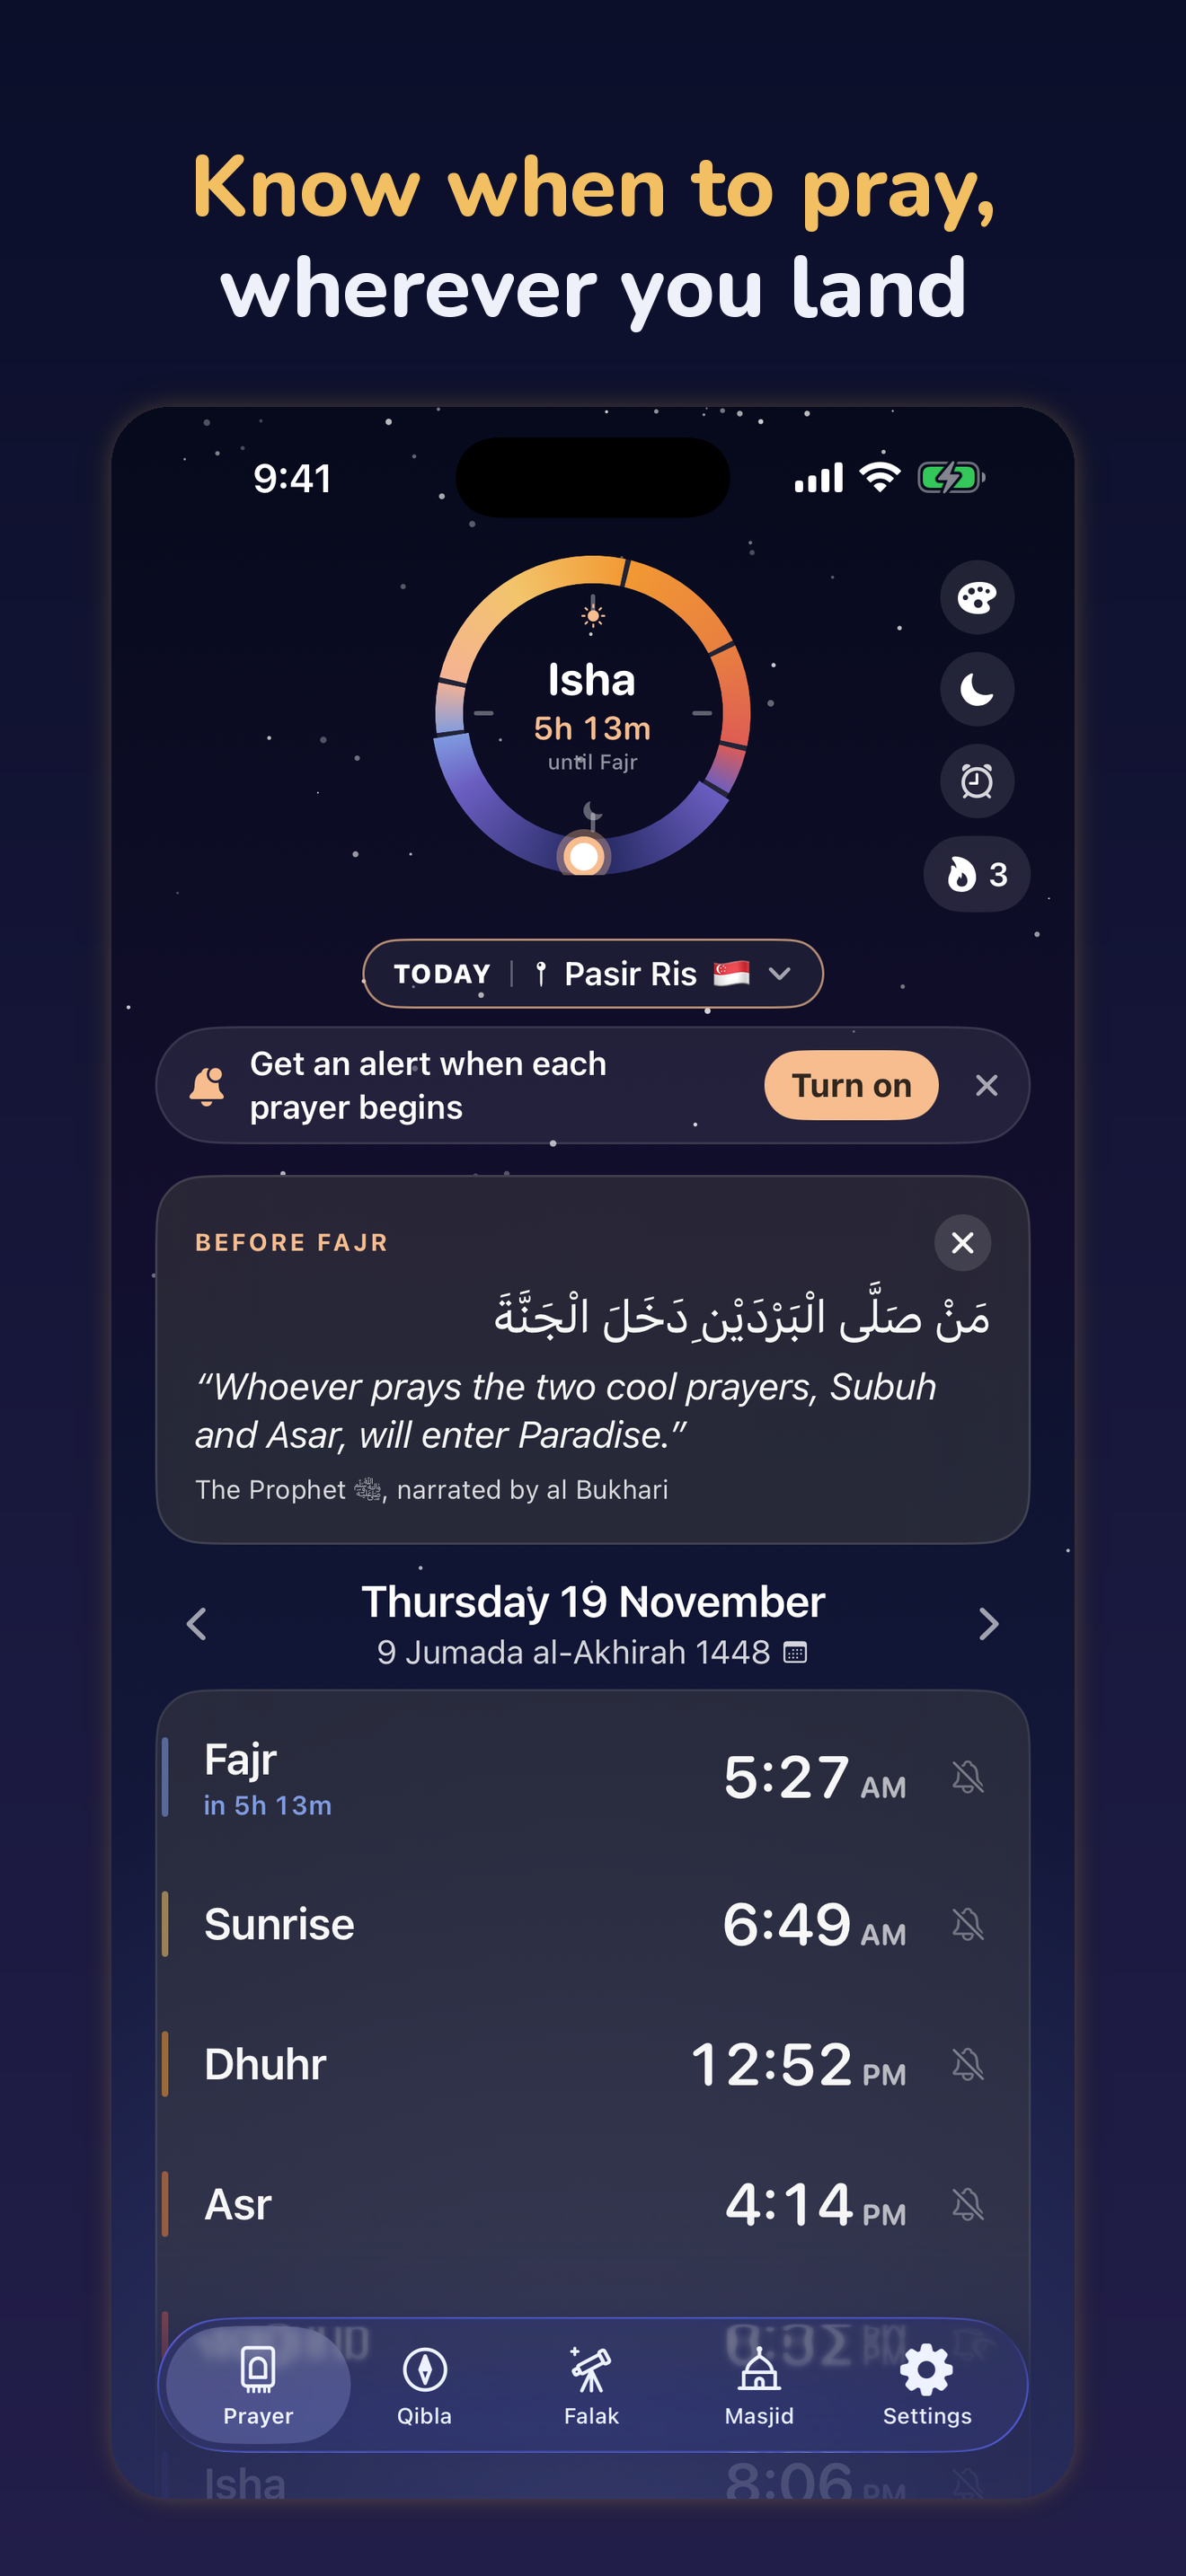 Know when to pray,
wherever you land
9:41
Isha
5h 13m
until Fajr
3
TODAY | Pasir Ris
Get an alert when each
prayer begins
Turn on
BEFORE FAJR
مَنْ صَلَّى الْبَرْدَيْنِ دَخَلَ الْجَنَّةَ
“Whoever prays the two cool prayers, Subuh
and Asar, will enter Paradise.”
The Prophet ﷺ, narrated by al Bukhari
Thursday 19 November
9 Jumada al-Akhirah 1448
Fajr 5:27 AM
in 5h 13m
Sunrise 6:49 AM
Dhuhr 12:52 PM
Asr 4:14 PM
Prayer Qibla Falak Masjid Settings
Isha 8:06 PM